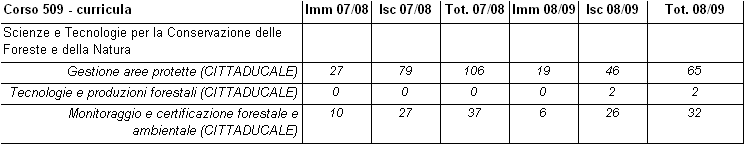 Corso 509 - curricula Imm 07/08 Isc 07/08 Tot. 07/08 Imm 08/09 Isc 08/09 Tot. 08/09
Scienze e Tecnologie per la Conservazione delle
Foreste e della Natura
Gestione aree protette (CITTADUCALE) 27 79 106 19 46 65
Tecnologie e produzioni forestali (CITTADUCALE) 0 0 0 0 2 2
Monitoraggio e certificazione forestale e 10 27 37 6 26 32
ambientale (CITTADUCALE)